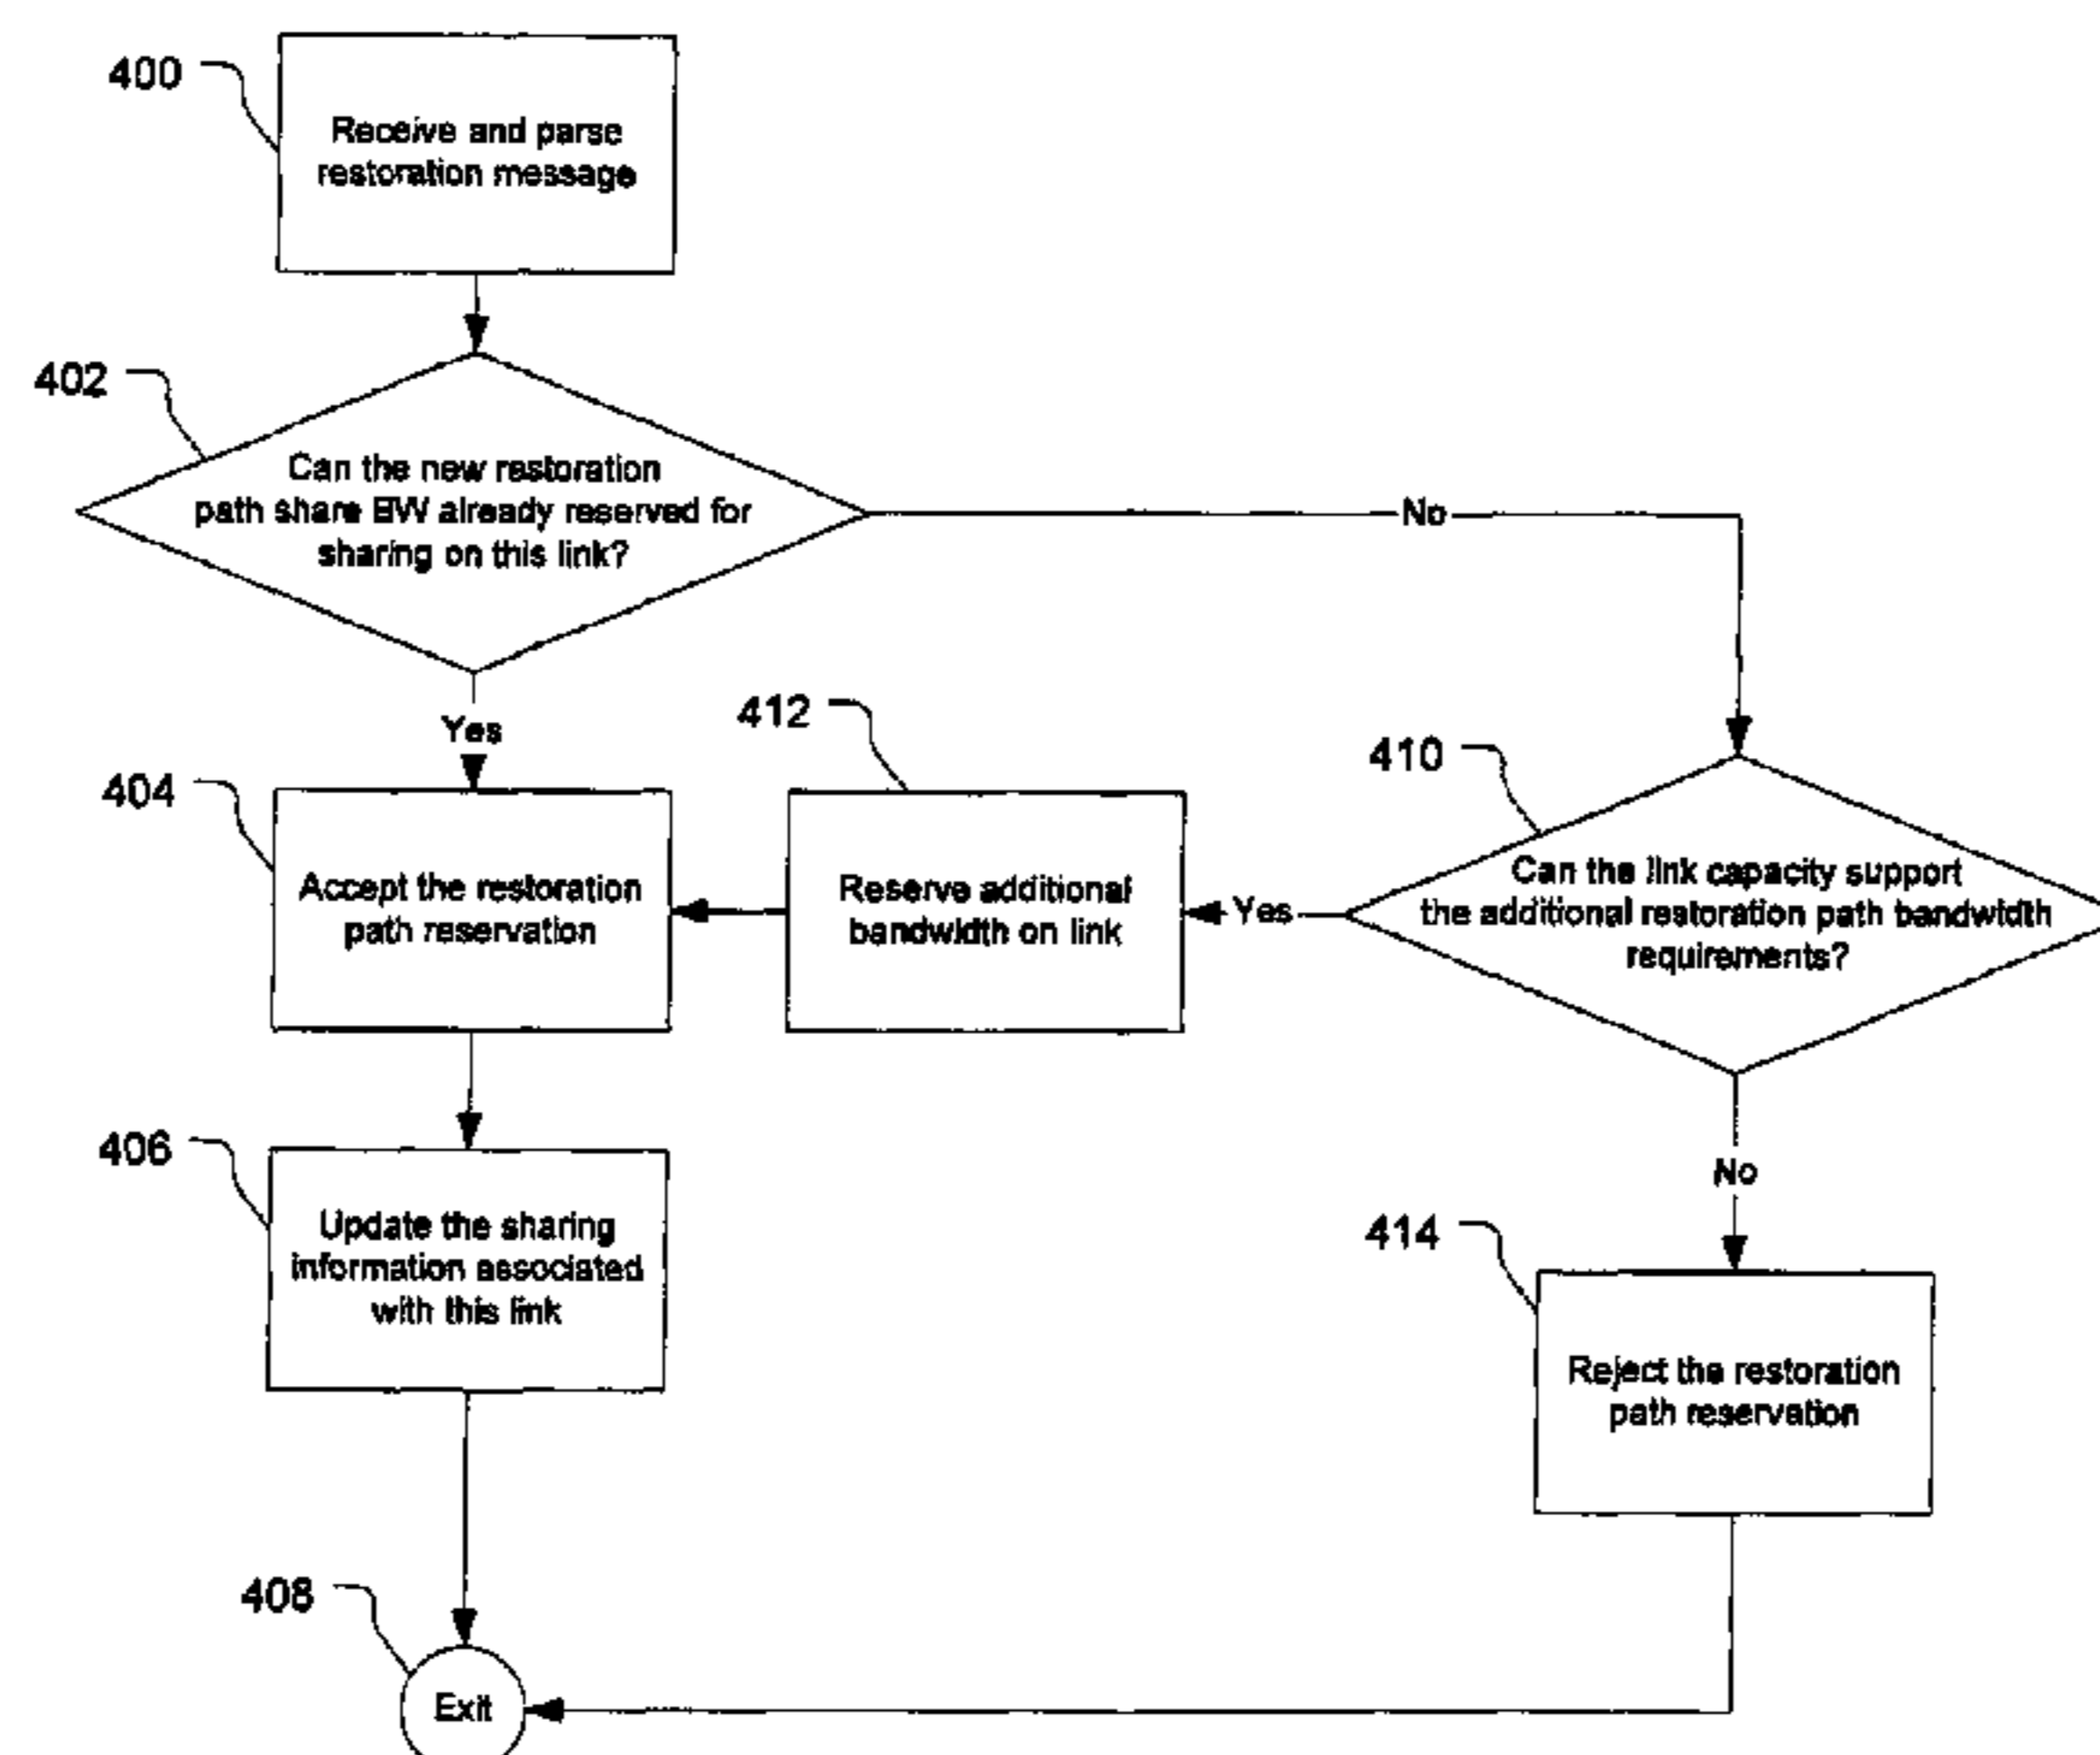 400
Receive and parse
restoration message
402
Can the new restoration
path share BW already reserved for
sharing on this link?
No
Yes
412
410
404
Accept the restoration
path reservation
Reserve additional
bandwidth on link
Yes
Can the link capacity support
the additional restoration path bandwidth
requirements?
406
Update the sharing
information associated
with this link
No
414
Reject the restoration
path reservation
408
Exit